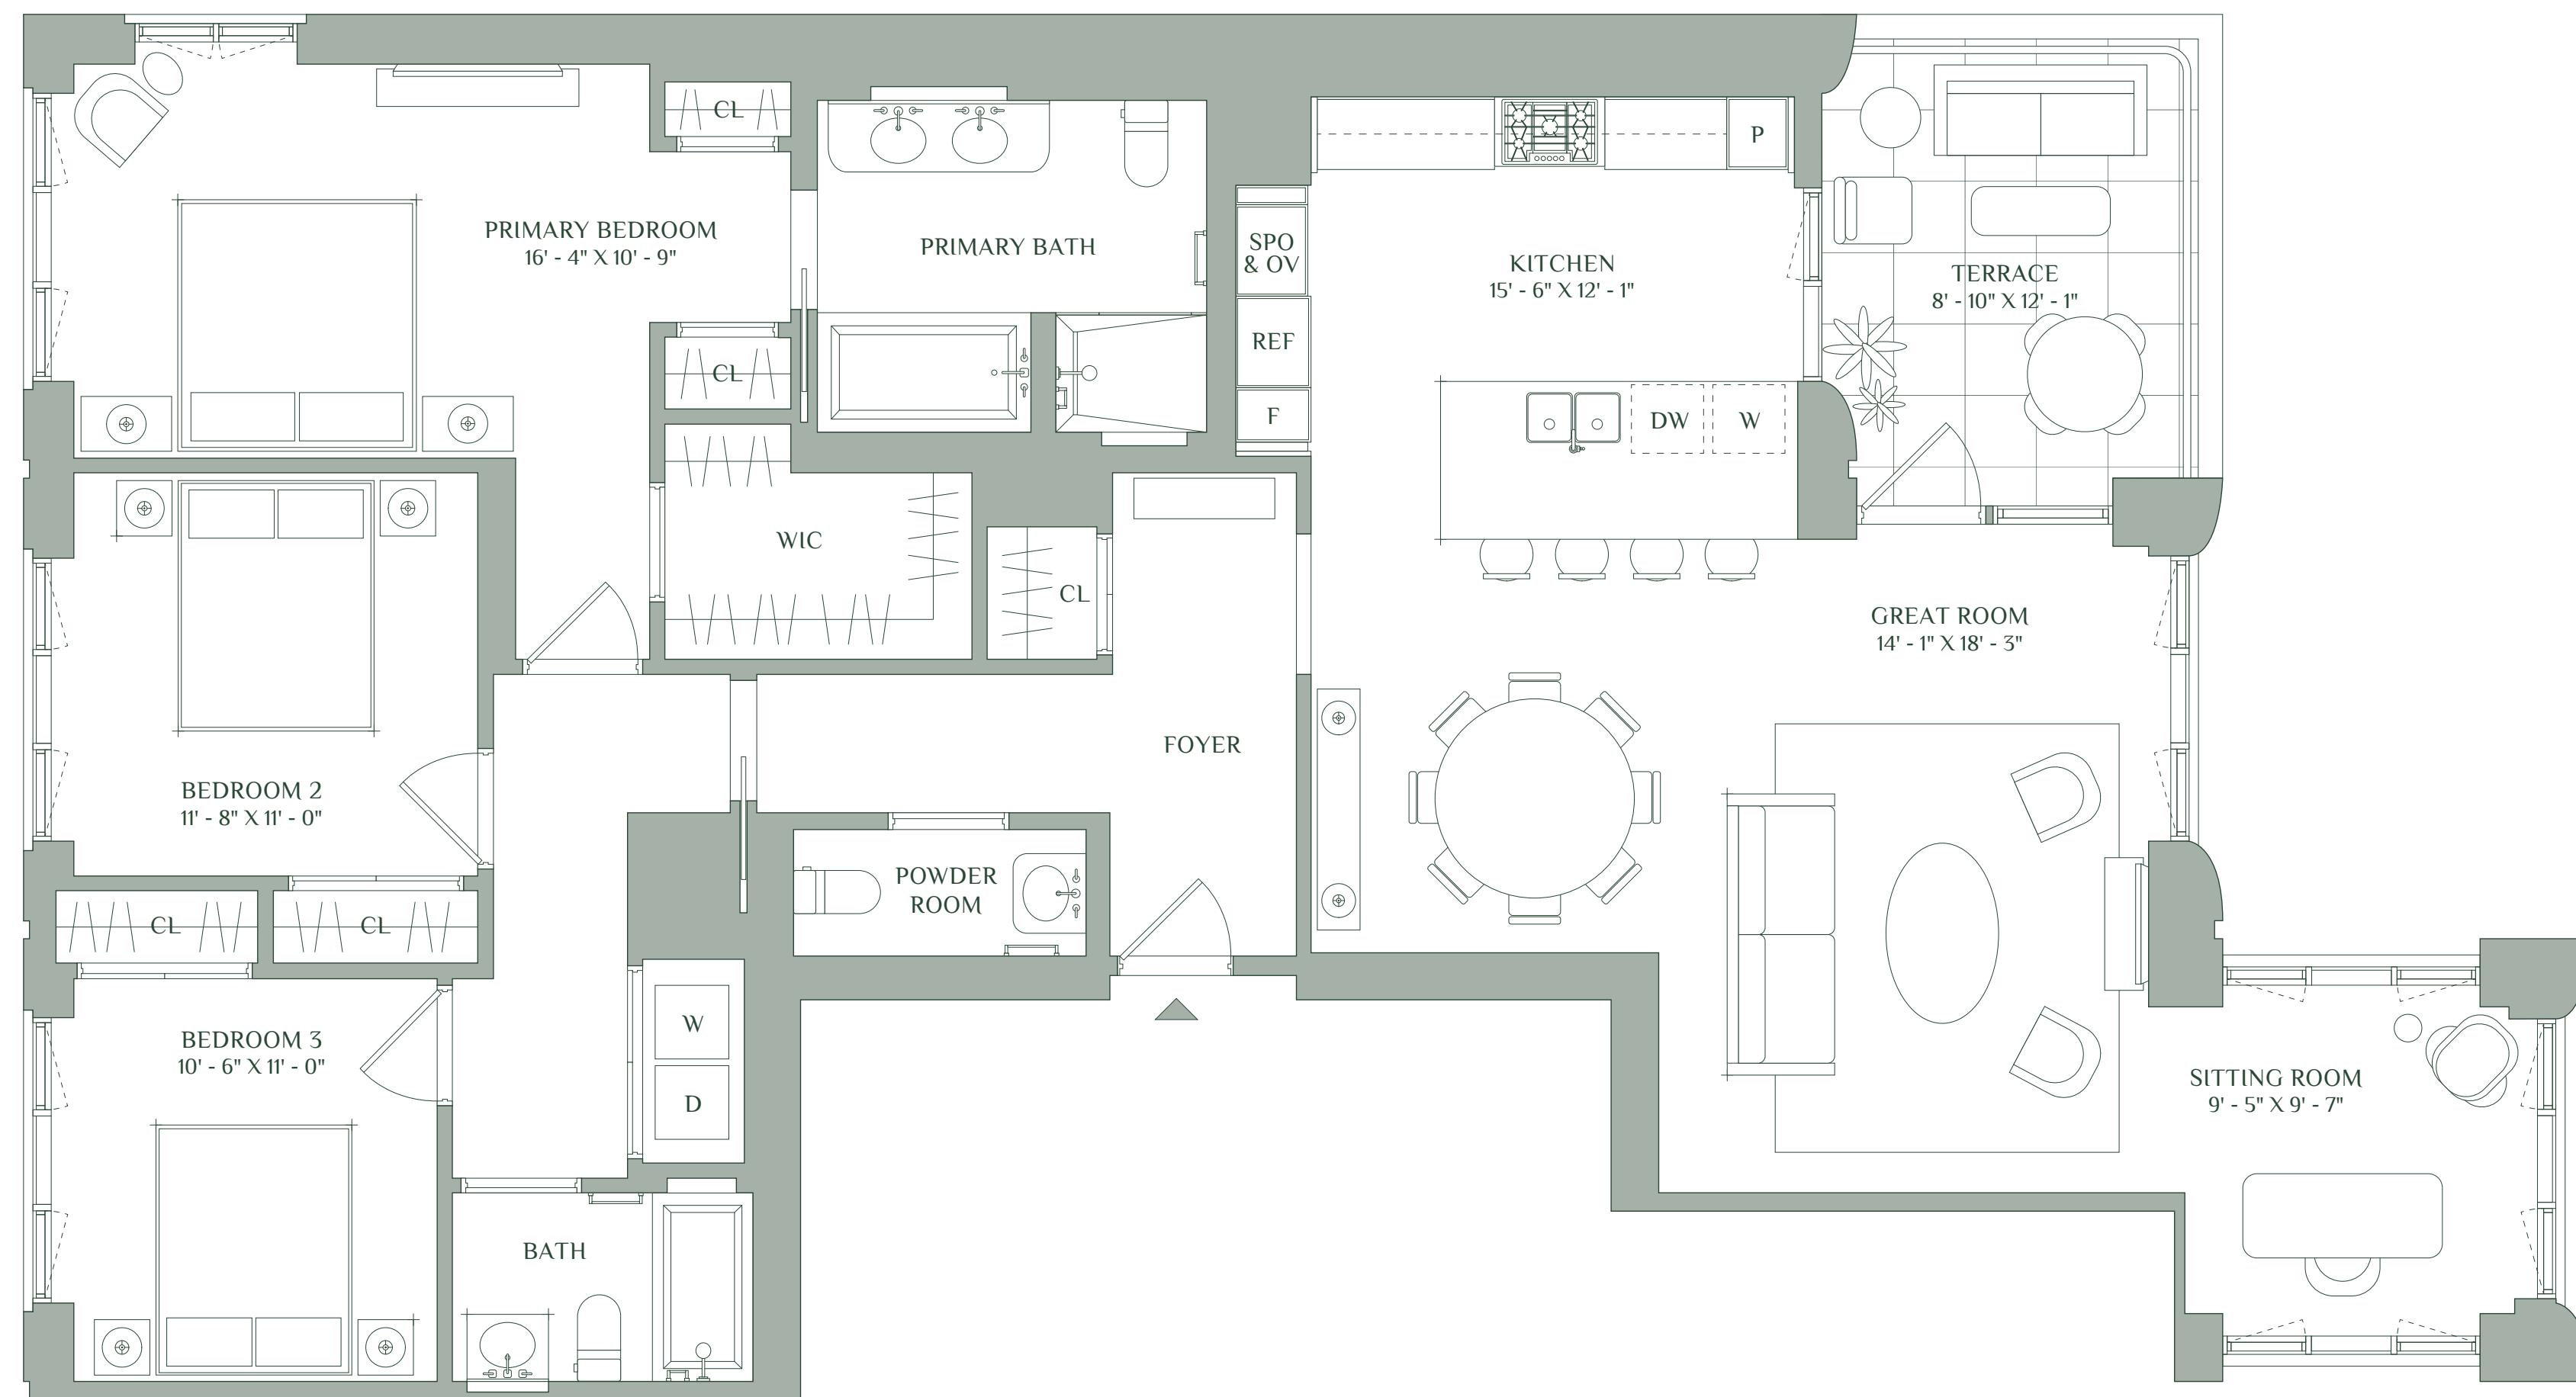 CL
P
PRIMARY BEDROOM
16' - 4" X 10' - 9"
PRIMARY BATH
SPO
& OV
KITCHEN
15' - 6" X 12' - 1"
TERRACE
8' - 10" X 12' - 1"
REF
CL
F
DW
W
WIC
CL
GREAT ROOM
14' - 1" X 18' - 3"
FOYER
BEDROOM 2
11' - 8" X 11' - 0"
POWDER
ROOM
CL
CL
W
D
BEDROOM 3
10' - 6" X 11' - 0"
SITTING ROOM
9' - 5" X 9' - 7"
BATH